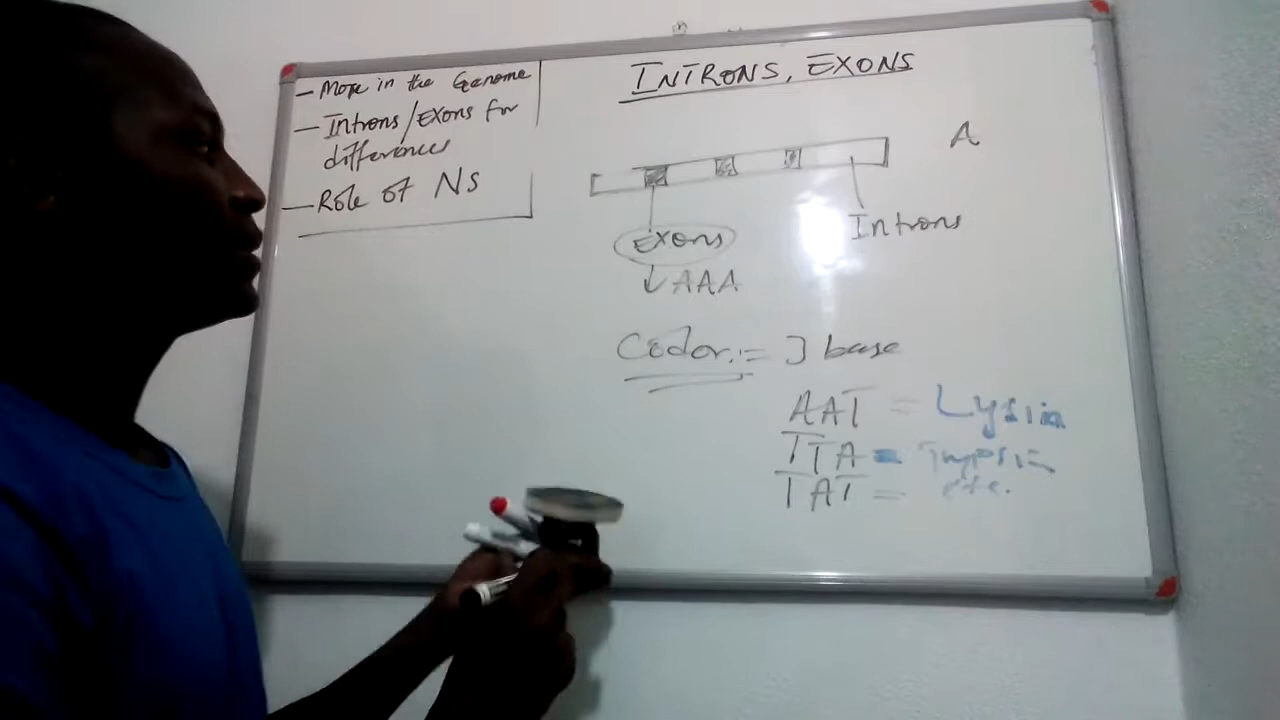 - More in the Genome
- Introns/Exons for
differences
- Role of Ns
INTRONS, EXONS
A
Introns
Exons
↓ AAA
Codon := 3 base
AAT = Lysin
TTA =
TAT = etc.